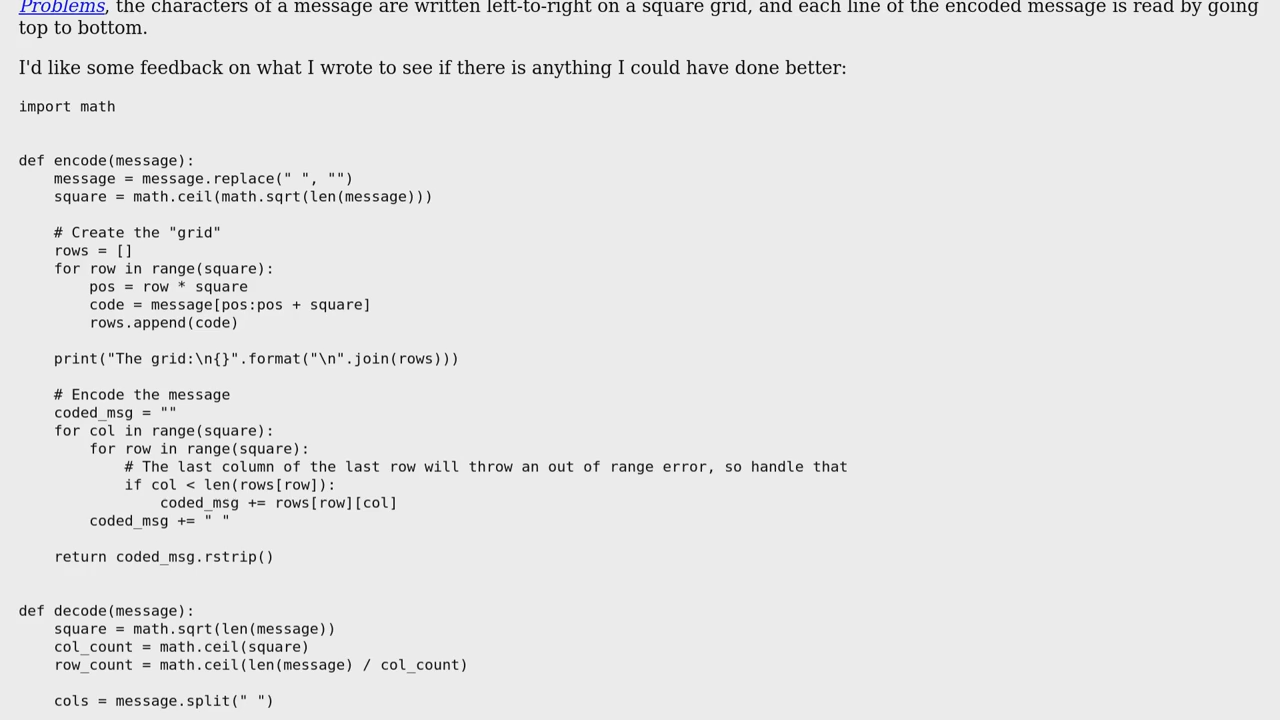 Problems, the characters of a message are written left-to-right on a square grid, and each line of the encoded message is read by going
top to bottom.
I'd like some feedback on what I wrote to see if there is anything I could have done better:
import math
def encode(message):
    message = message.replace(" ", "")
    square = math.ceil(math.sqrt(len(message)))
    # Create the "grid"
    rows = []
    for row in range(square):
        pos = row * square
        code = message[pos:pos + square]
        rows.append(code)
    print("The grid:\n{}".format("\n".join(rows)))
    # Encode the message
    coded_msg = ""
    for col in range(square):
        for row in range(square):
            # The last column of the last row will throw an out of range error, so handle that
            if col < len(rows[row]):
                coded_msg += rows[row][col]
        coded_msg += " "
    return coded_msg.rstrip()
def decode(message):
    square = math.sqrt(len(message))
    col_count = math.ceil(square)
    row_count = math.ceil(len(message) / col_count)
    cols = message.split(" ")